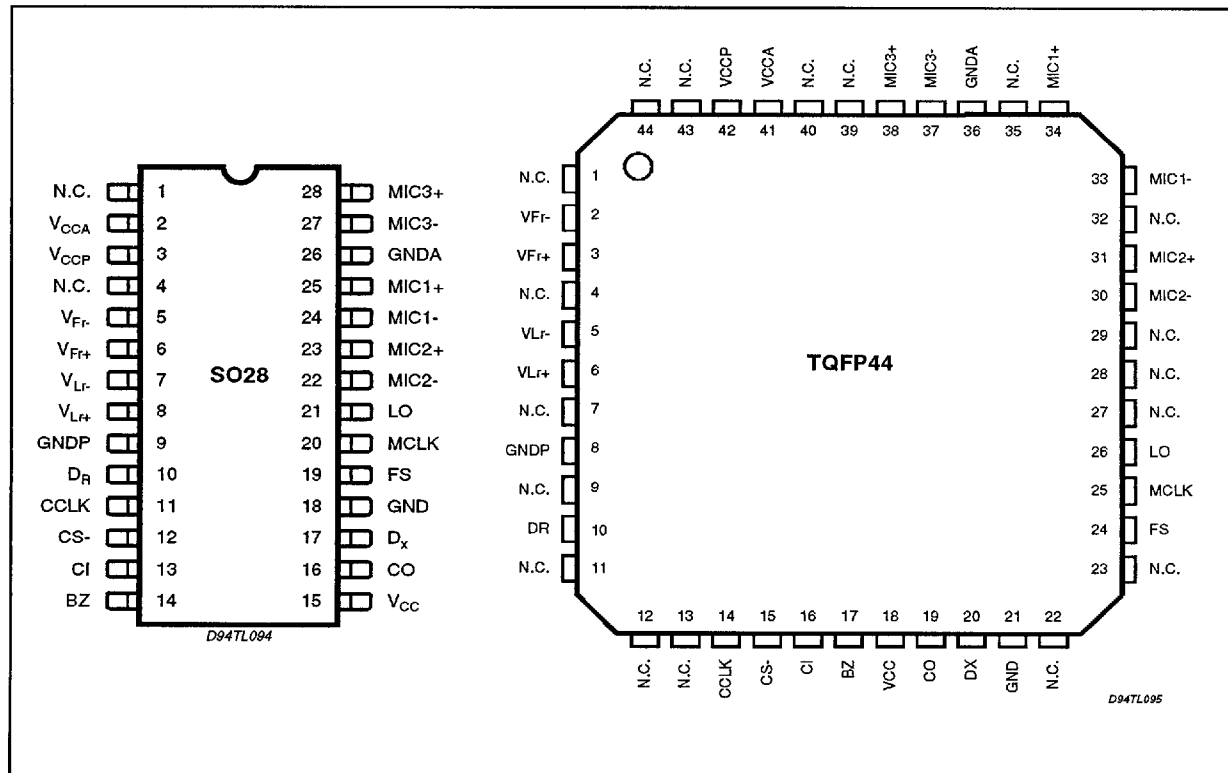 SO28
N.C. 1 28 MIC3+
VCCA 2 27 MIC3-
VCCP 3 26 GNDA
N.C. 4 25 MIC1+
VFr- 5 24 MIC1-
VFr+ 6 23 MIC2+
VLr- 7 22 MIC2-
VLr+ 8 21 LO
GNDP 9 20 MCLK
DR 10 19 FS
CCLK 11 18 GND
CS- 12 17 Dx
CI 13 16 CO
BZ 14 15 VCC
D94TL094
N.C. N.C. VCCP VCCA N.C. N.C. MIC3+ MIC3- GNDA N.C. MIC1+
44 43 42 41 40 39 38 37 36 35 34
N.C. 1 33 MIC1-
VFr- 2 32 N.C.
VFr+ 3 31 MIC2+
N.C. 4 30 MIC2-
VLr- 5 29 N.C.
TQFP44
VLr+ 6 28 N.C.
N.C. 7 27 N.C.
GNDP 8 26 LO
N.C. 9 25 MCLK
DR 10 24 FS
N.C. 11 23 N.C.
12 13 14 15 16 17 18 19 20 21 22
N.C. N.C. CCLK CS- CI BZ VCC CO DX GND N.C.
D94TL095